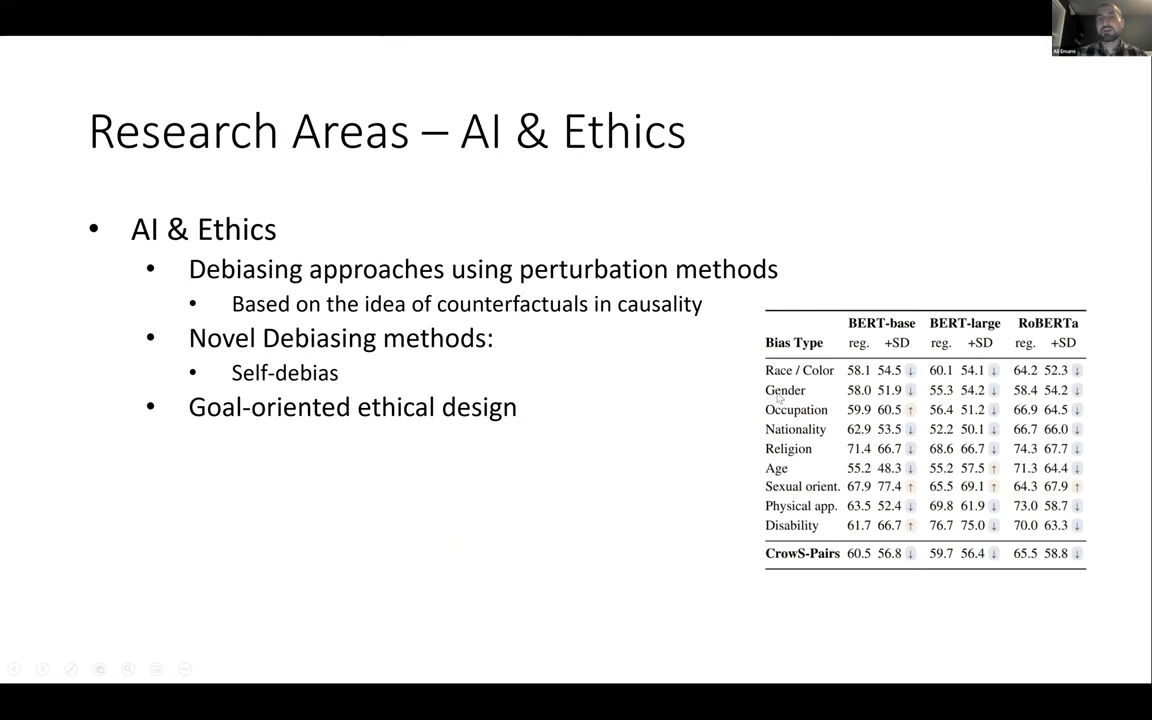 Ali Emami
Research Areas – AI & Ethics
• AI & Ethics
• Debiasing approaches using perturbation methods
• Based on the idea of counterfactuals in causality
• Novel Debiasing methods:
• Self-debias
• Goal-oriented ethical design
BERT-base BERT-large RoBERTa
Bias Type reg. +SD reg. +SD reg. +SD
Race / Color 58.1 54.5 ↓ 60.1 54.1 ↓ 64.2 52.3 ↓
Gender 58.0 51.9 ↓ 55.3 54.2 ↓ 58.4 54.2 ↓
Occupation 59.9 60.5 ↑ 56.4 51.2 ↓ 66.9 64.5 ↓
Nationality 62.9 53.5 ↓ 52.2 50.1 ↓ 66.7 66.0 ↓
Religion 71.4 66.7 ↓ 68.6 66.7 ↓ 74.3 67.7 ↓
Age 55.2 48.3 ↓ 55.2 57.5 ↑ 71.3 64.4 ↓
Sexual orient. 67.9 77.4 ↑ 65.5 69.1 ↑ 64.3 67.9 ↑
Physical app. 63.5 52.4 ↓ 69.8 61.9 ↓ 73.0 58.7 ↓
Disability 61.7 66.7 ↑ 76.7 75.0 ↓ 70.0 63.3 ↓
CrowS-Pairs 60.5 56.8 ↓ 59.7 56.4 ↓ 65.5 58.8 ↓